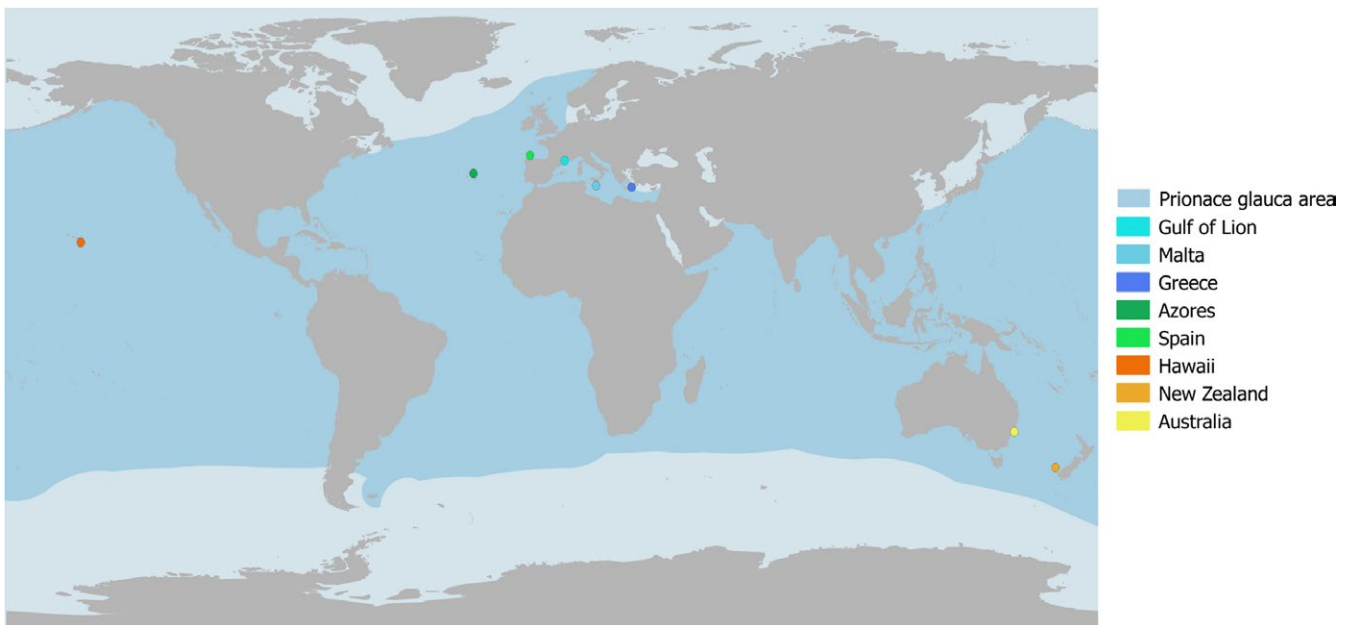 Prionace glauca area
Gulf of Lion
Malta
Greece
Azores
Spain
Hawaii
New Zealand
Australia